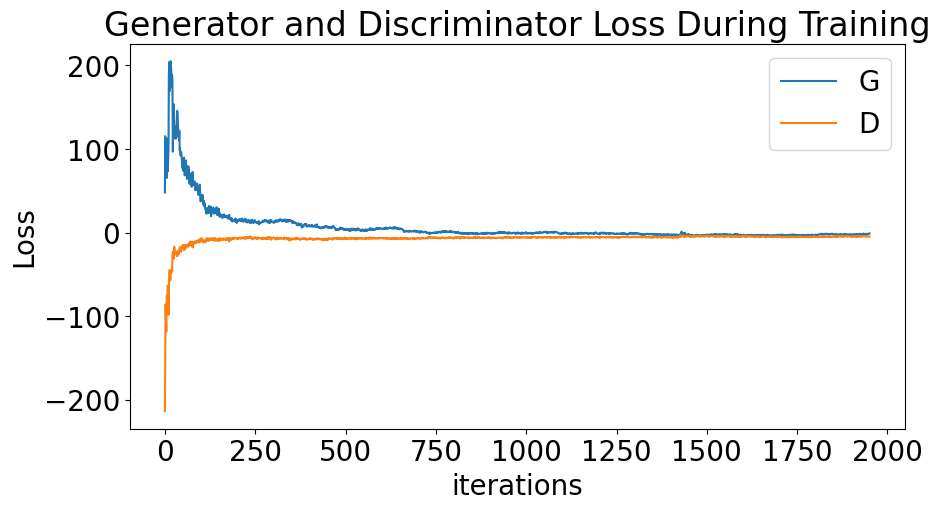 Generator and Discriminator Loss During Training
200
100
0
−100
−200
Loss
G
D
0 250 500 750 1000 1250 1500 1750 2000
iterations